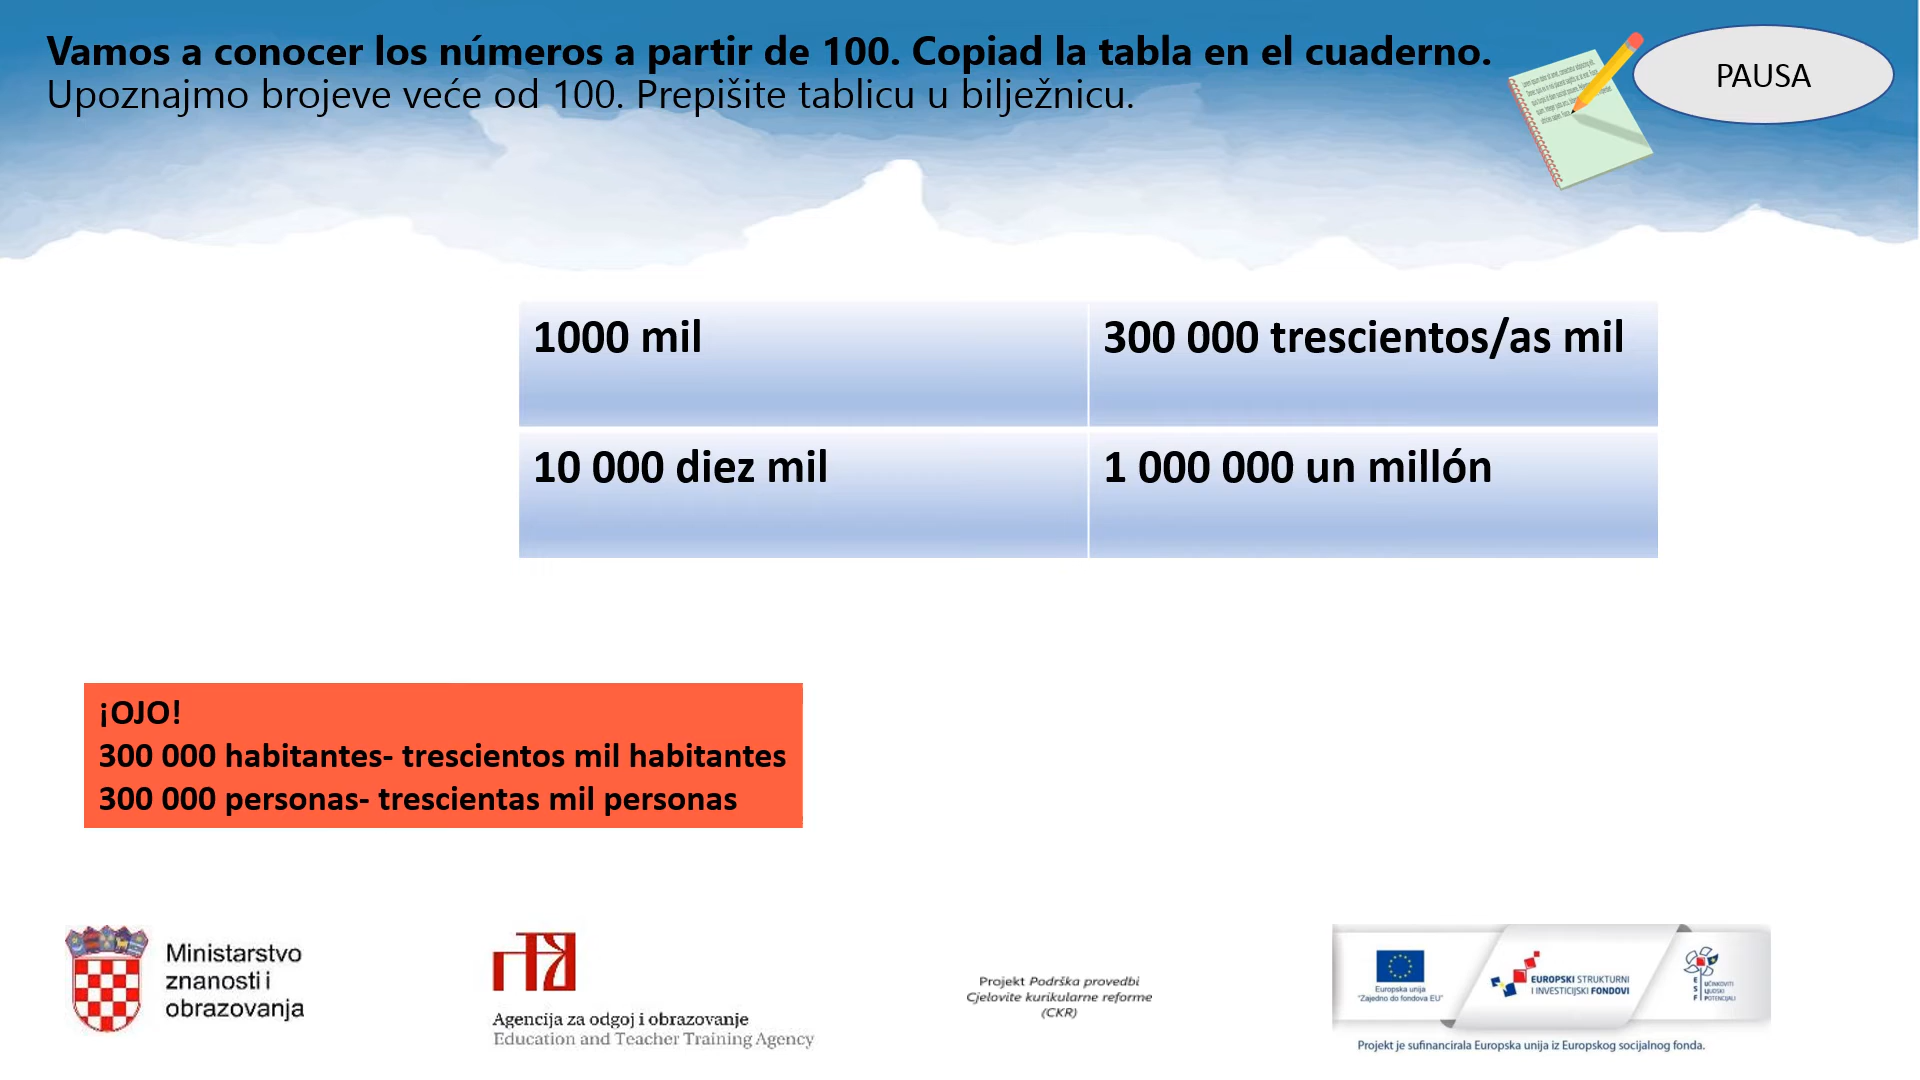 Vamos a conocer los números a partir de 100. Copiad la tabla en el cuaderno.
Upoznajmo brojeve veće od 100. Prepišite tablicu u bilježnicu.
PAUSA
1000 mil
300 000 trescientos/as mil
10 000 diez mil
1 000 000 un millón
¡OJO!
300 000 habitantes- trescientos mil habitantes
300 000 personas- trescientas mil personas
Ministarstvo
znanosti i
obrazovanja
Agencija za odgoj i obrazovanje
Education and Teacher Training Agency
Projekt Podrška provedbi
Cjelovite kurikularne reforme
(CKR)
Europska unija
"Zajedno do fondova EU"
EUROPSKI STRUKTURNI
I INVESTICIJSKI FONDOVI
ESF
UČINKOVITI
LJUDSKI
POTENCIJALI
Projekt je sufinancirala Europska unija iz Europskog socijalnog fonda.